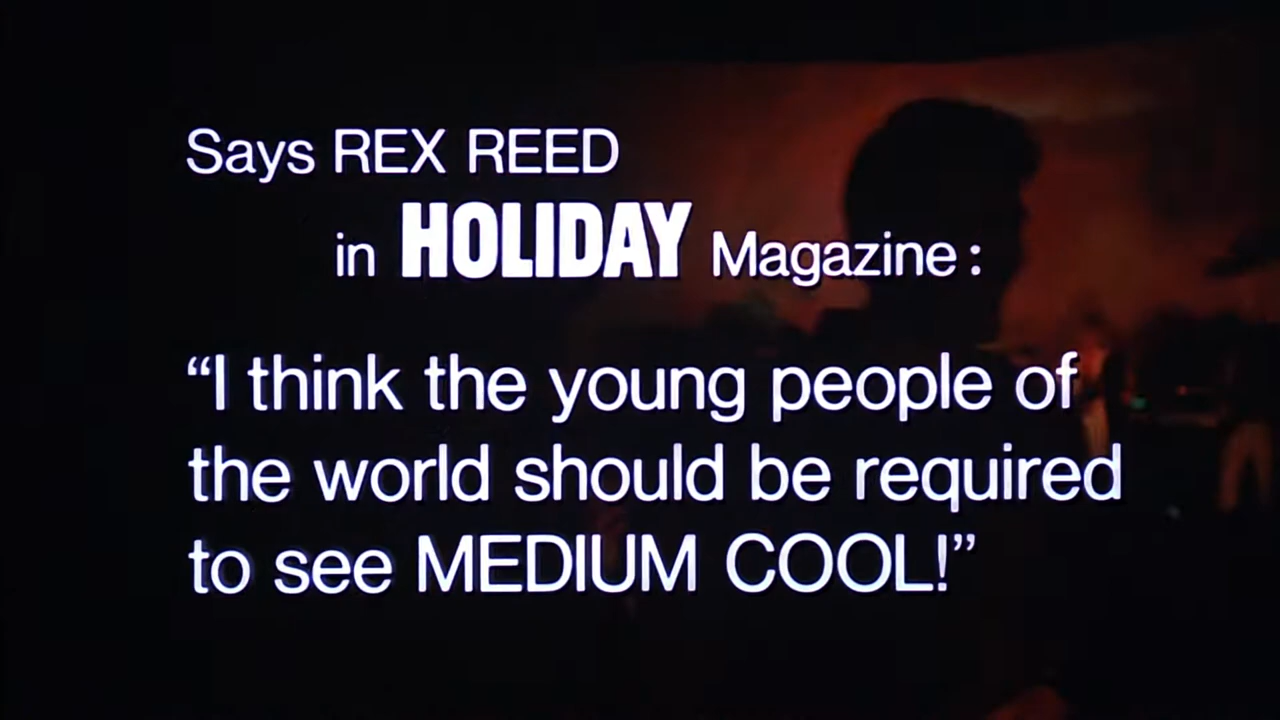 Says REX REED
in HOLIDAY Magazine:
“I think the young people of
the world should be required
to see MEDIUM COOL!”